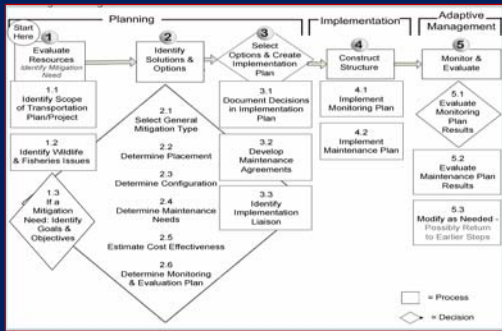 Planning
Implementation
Adaptive
Management
Start
Here
1
Evaluate
Resources
Identify Mitigation
Need
2
Identify
Solutions &
Options
3
Select
Options & Create
Implementation
Plan
4
Construct
Structure
5
Monitor &
Evaluate
1.1
Identify Scope
of Transportation
Plan/Project
1.2
Identify Wildlife
& Fisheries Issues
1.3
If a
Mitigation
Need: Identify
Goals &
Objectives
2.1
Select General
Mitigation Type
2.2
Determine Placement
2.3
Determine Configuration
2.4
Determine Maintenance
Needs
2.5
Estimate Cost Effectiveness
2.6
Determine Monitoring
& Evaluation Plan
3.1
Document Decisions
in Implementation
Plan
3.2
Develop
Maintenance
Agreements
3.3
Identify
Implementation
Liaison
4.1
Implement
Monitoring Plan
4.2
Implement
Maintenance Plan
5.1
Evaluate
Monitoring
Plan
Results
5.2
Evaluate
Maintenance Plan
Results
5.3
Modify as Needed -
Possibly Return
to Earlier Steps
= Process
= Decision